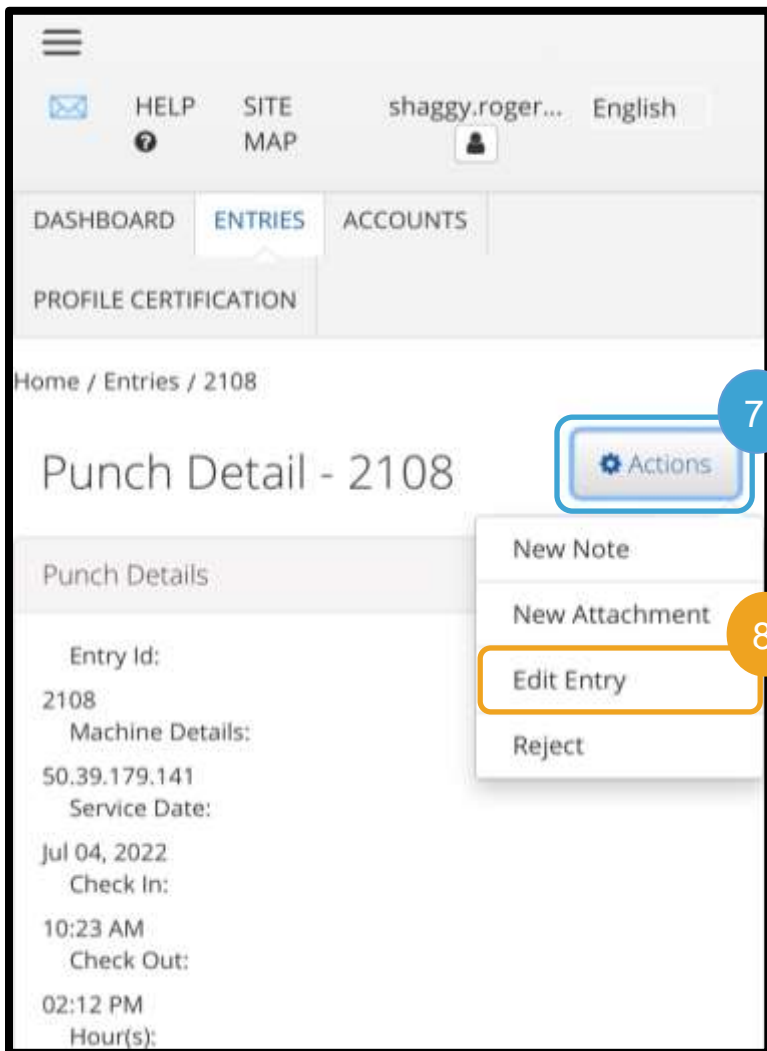 HELP SITE shaggy.roger... English
MAP
DASHBOARD ENTRIES ACCOUNTS
PROFILE CERTIFICATION
Home / Entries / 2108
7
Punch Detail - 2108
Actions
New Note
New Attachment
8
Edit Entry
Reject
Punch Details
Entry Id:
2108
Machine Details:
50.39.179.141
Service Date:
Jul 04, 2022
Check In:
10:23 AM
Check Out:
02:12 PM
Hour(s):